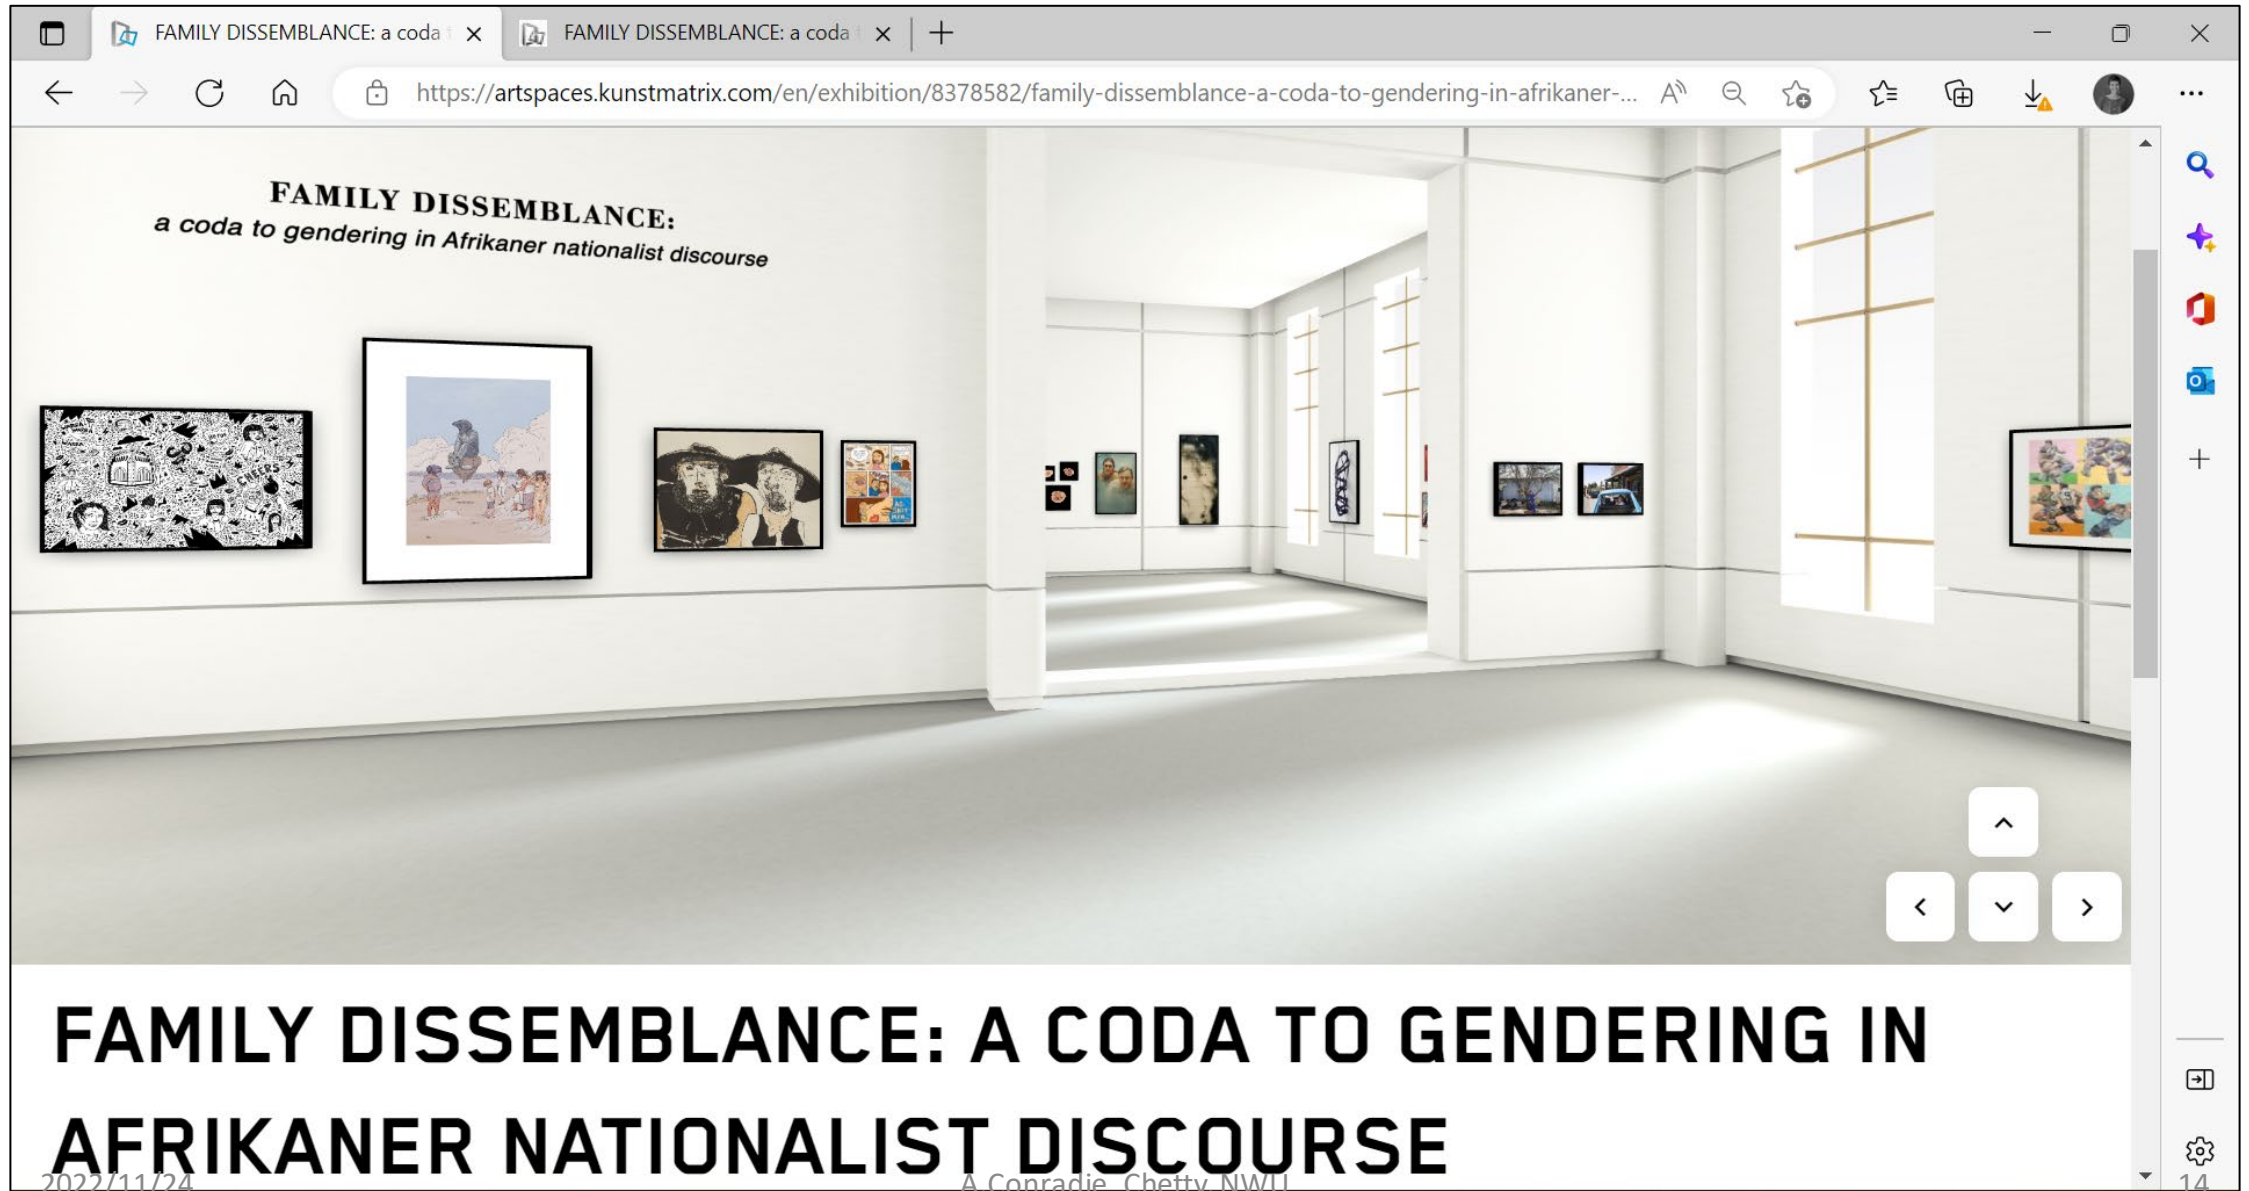 FAMILY DISSEMBLANCE: a coda
FAMILY DISSEMBLANCE: a coda
https://artspaces.kunstmatrix.com/en/exhibition/8378582/family-dissemblance-a-coda-to-gendering-in-afrikaner-...
FAMILY DISSEMBLANCE:
a coda to gendering in Afrikaner nationalist discourse
CHEERS
FAMILY DISSEMBLANCE: A CODA TO GENDERING IN
AFRIKANER NATIONALIST DISCOURSE
2022/11/24
A Conradie, Chetty, NWU
14